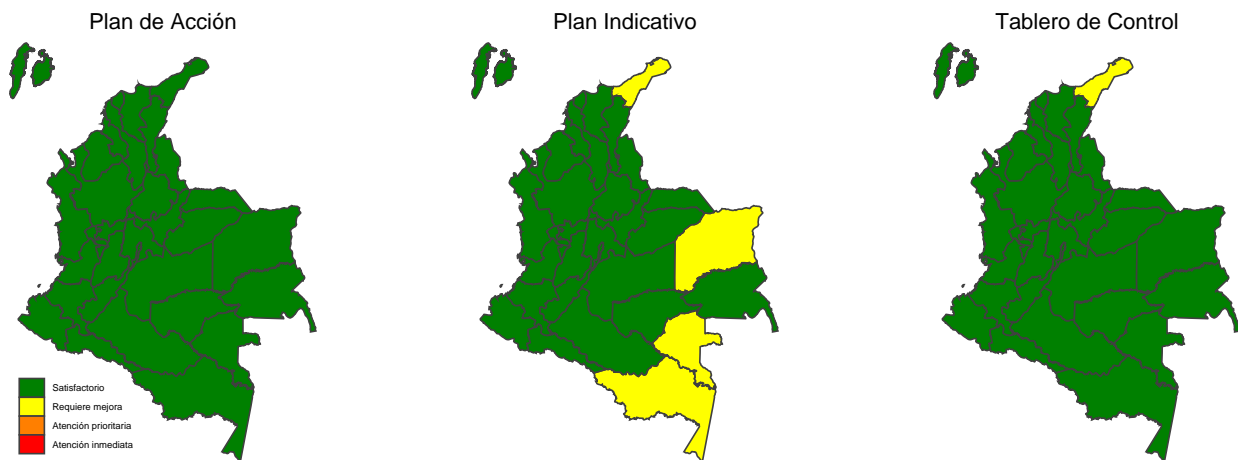 Plan de Acción
Plan Indicativo
Tablero de Control
Satisfactorio
Requiere mejora
Atención prioritaria
Atención inmediata